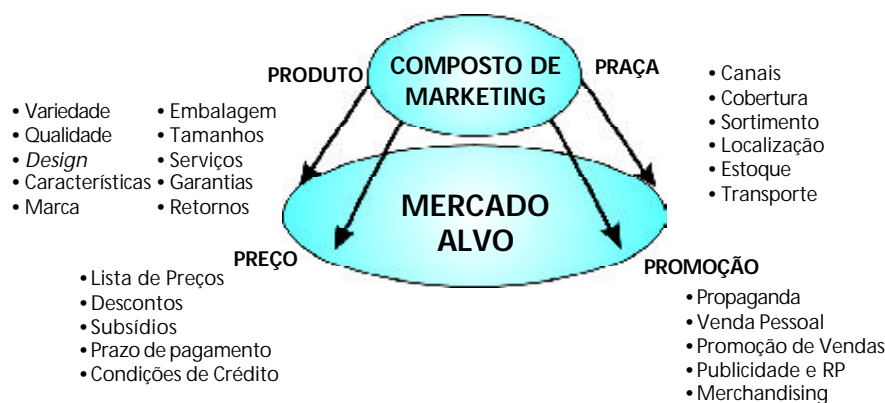 PRODUTO
COMPOSTO DE
MARKETING
PRAÇA
• Variedade
• Qualidade
• Design
• Características
• Marca
• Embalagem
• Tamanhos
• Serviços
• Garantias
• Retornos
• Canais
• Cobertura
• Sortimento
• Localização
• Estoque
• Transporte
MERCADO
ALVO
PREÇO
• Lista de Preços
• Descontos
• Subsídios
• Prazo de pagamento
• Condições de Crédito
PROMOÇÃO
• Propaganda
• Venda Pessoal
• Promoção de Vendas
• Publicidade e RP
• Merchandising